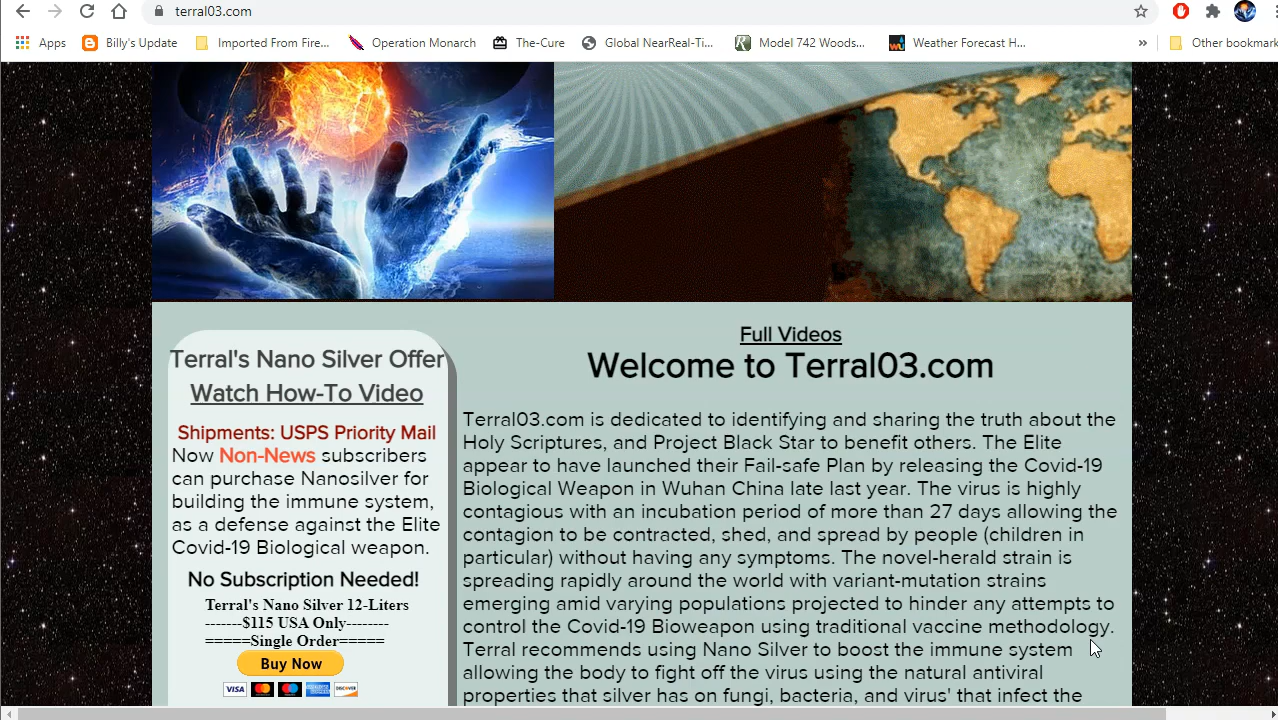 terral03.com
Apps
Billy's Update
Imported From Fire...
Operation Monarch
The-Cure
Global NearReal-Ti...
Model 742 Woods...
Weather Forecast H...
»
Other bookmark
Terral's Nano Silver Offer
Watch How-To Video
Shipments: USPS Priority Mail
Now Non-News subscribers
can purchase Nanosilver for
building the immune system,
as a defense against the Elite
Covid-19 Biological weapon.
No Subscription Needed!
Terral's Nano Silver 12-Liters
-------$115 USA Only--------
=====Single Order=====
Buy Now
VISA
DISCOVER
Full Videos
Welcome to Terral03.com
Terral03.com is dedicated to identifying and sharing the truth about the
Holy Scriptures, and Project Black Star to benefit others. The Elite
appear to have launched their Fail-safe Plan by releasing the Covid-19
Biological Weapon in Wuhan China late last year. The virus is highly
contagious with an incubation period of more than 27 days allowing the
contagion to be contracted, shed, and spread by people (children in
particular) without having any symptoms. The novel-herald strain is
spreading rapidly around the world with variant-mutation strains
emerging amid varying populations projected to hinder any attempts to
control the Covid-19 Bioweapon using traditional vaccine methodology.
Terral recommends using Nano Silver to boost the immune system
allowing the body to fight off the virus using the natural antiviral
properties that silver has on fungi, bacteria, and virus' that infect the